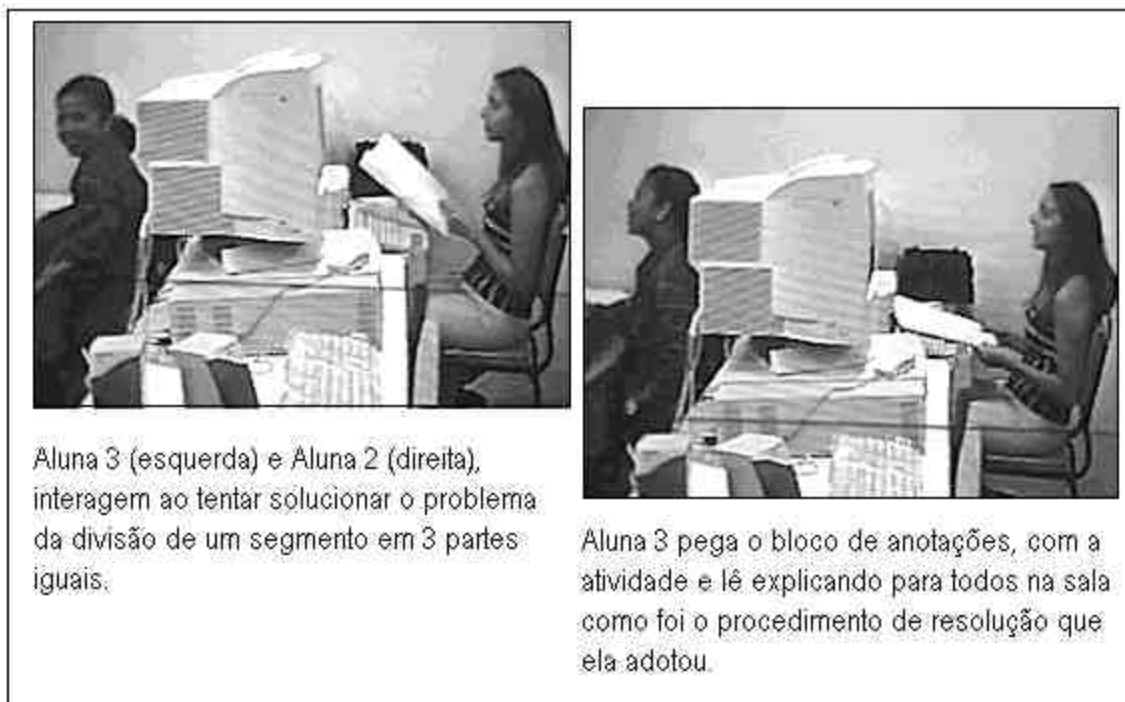 Aluna 3 (esquerda) e Aluna 2 (direita),
interagem ao tentar solucionar o problema
da divisão de um segmento em 3 partes
iguais.
Aluna 3 pega o bloco de anotações, com a
atividade e lê explicando para todos na sala
como foi o procedimento de resolução que
ela adotou.